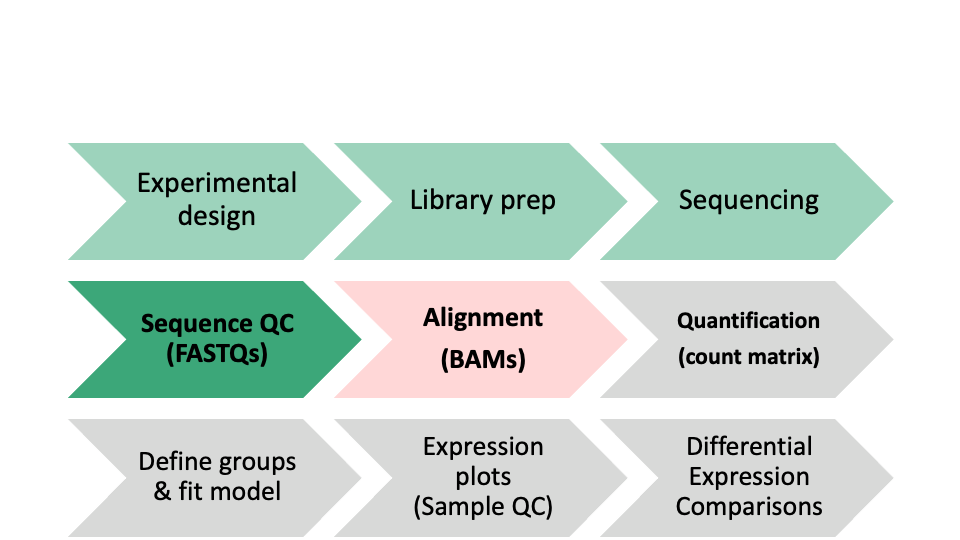 Experimental
design
Library prep
Sequencing
Sequence QC
(FASTQs)
Alignment
(BAMs)
Quantification
(count matrix)
Define groups
& fit model
Expression
plots
(Sample QC)
Differential
Expression
Comparisons